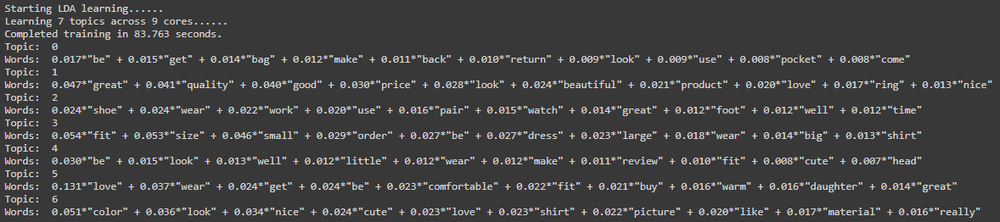 Starting LDA learning......
Learning 7 topics across 9 cores......
Completed training in 83.763 seconds.
Topic:  0
Words:  0.017*"be" + 0.015*"get" + 0.014*"bag" + 0.012*"make" + 0.011*"back" + 0.010*"return" + 0.009*"look" + 0.009*"use" + 0.008*"pocket" + 0.008*"come"
Topic:  1
Words:  0.047*"great" + 0.041*"quality" + 0.040*"good" + 0.030*"price" + 0.028*"look" + 0.024*"beautiful" + 0.021*"product" + 0.020*"love" + 0.017*"ring" + 0.013*"nice"
Topic:  2
Words:  0.024*"shoe" + 0.024*"wear" + 0.022*"work" + 0.020*"use" + 0.016*"pair" + 0.015*"watch" + 0.014*"great" + 0.012*"foot" + 0.012*"well" + 0.012*"time"
Topic:  3
Words:  0.054*"fit" + 0.053*"size" + 0.046*"small" + 0.029*"order" + 0.027*"be" + 0.027*"dress" + 0.023*"large" + 0.018*"wear" + 0.014*"big" + 0.013*"shirt"
Topic:  4
Words:  0.030*"be" + 0.015*"look" + 0.013*"well" + 0.012*"little" + 0.012*"wear" + 0.012*"make" + 0.011*"review" + 0.010*"fit" + 0.008*"cute" + 0.007*"head"
Topic:  5
Words:  0.131*"love" + 0.037*"wear" + 0.024*"get" + 0.024*"be" + 0.023*"comfortable" + 0.022*"fit" + 0.021*"buy" + 0.016*"warm" + 0.016*"daughter" + 0.014*"great"
Topic:  6
Words:  0.051*"color" + 0.036*"look" + 0.034*"nice" + 0.024*"cute" + 0.023*"love" + 0.023*"shirt" + 0.022*"picture" + 0.020*"like" + 0.017*"material" + 0.016*"really"